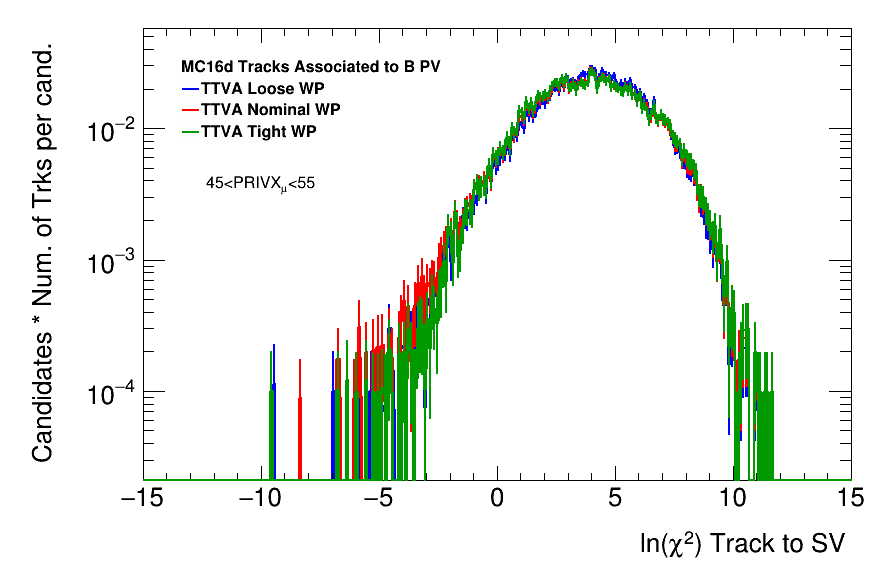 Candidates * Num. of Trks per cand.
MC16d Tracks Associated to B PV
TTVA Loose WP
TTVA Nominal WP
TTVA Tight WP
45<PRIVX_μ<55
10⁻²
10⁻³
10⁻⁴
−15 −10 −5 0 5 10 15
ln(χ²) Track to SV